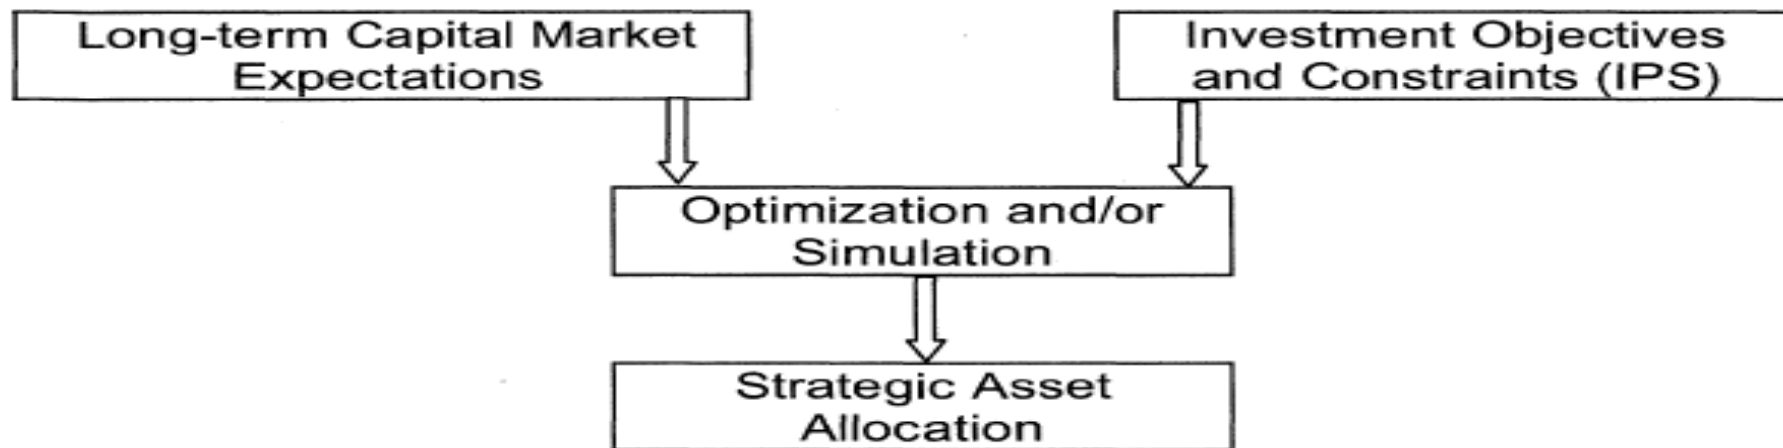 Long-term Capital Market
Expectations
Investment Objectives
and Constraints (IPS)
Optimization and/or
Simulation
Strategic Asset
Allocation